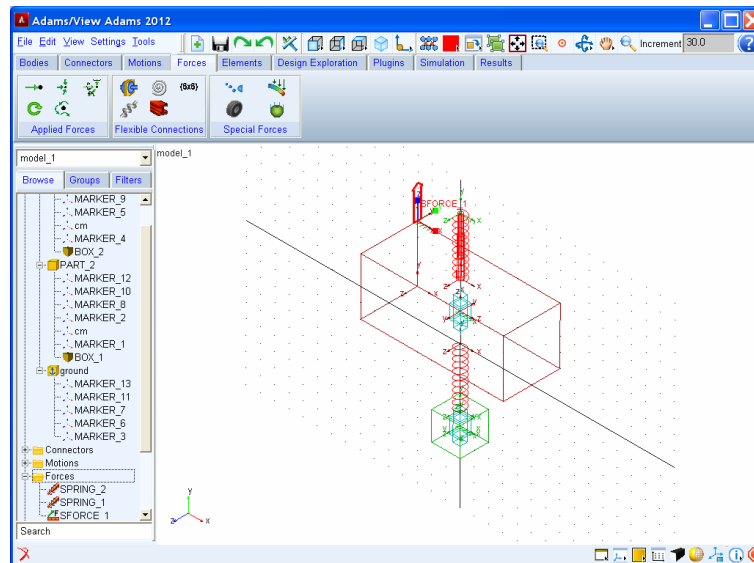 Adams/View Adams 2012
File Edit View Settings Tools
Increment 30.0
Bodies Connectors Motions Forces Elements Design Exploration Plugins Simulation Results
{6x6}
Applied Forces Flexible Connections Special Forces
model_1
model_1
Browse Groups Filters
MARKER_9
MARKER_5
cm
MARKER_4
BOX_2
PART_2
MARKER_12
MARKER_10
MARKER_8
MARKER_2
cm
MARKER_1
BOX_1
ground
MARKER_13
MARKER_11
MARKER_7
MARKER_6
MARKER_3
Connectors
Motions
Forces
SPRING_2
SPRING_1
SFORCE_1
Search
SFORCE_1
y
z x